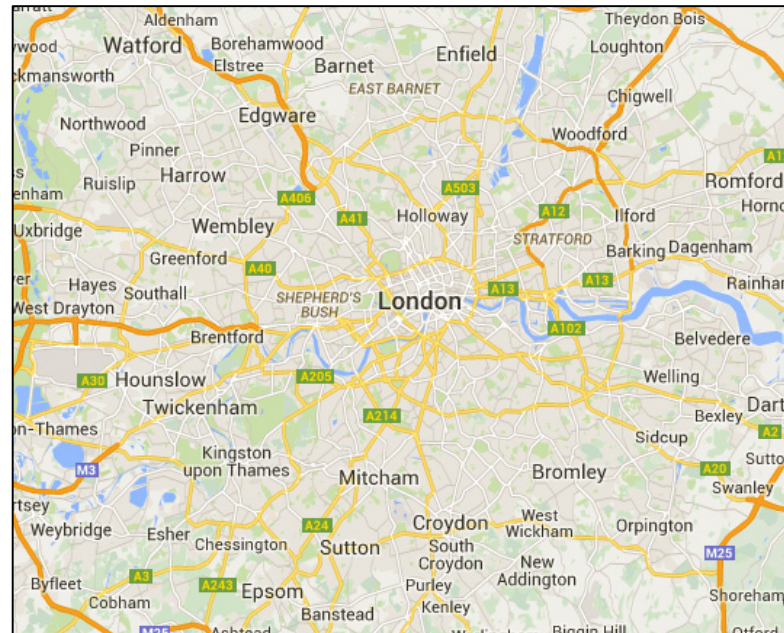 Aldenham
Theydon Bois
Watford
Borehamwood
Enfield
Loughton
Elstree
Barnet
EAST BARNET
Chigwell
Edgware
Northwood
Woodford
Pinner
Harrow
Ruislip
A406
A503
Romford
A41
Holloway
A12
Ilford
Wembley
Uxbridge
STRATFORD
Barking
Dagenham
Greenford
A40
Hayes
Southall
SHEPHERD'S
BUSH
London
A13
A13
West Drayton
Brentford
A102
Belvedere
A30
Hounslow
A205
Welling
Twickenham
A214
Bexley
A2
Sidcup
Kingston
upon Thames
M3
Mitcham
Bromley
A20
Swanley
Weybridge
Esher
A24
Croydon
West
Wickham
Orpington
Chessington
Sutton
South
Croydon
New
Addington
M25
A3
A243
Byfleet
Cobham
Epsom
Purley
Banstead
Kenley